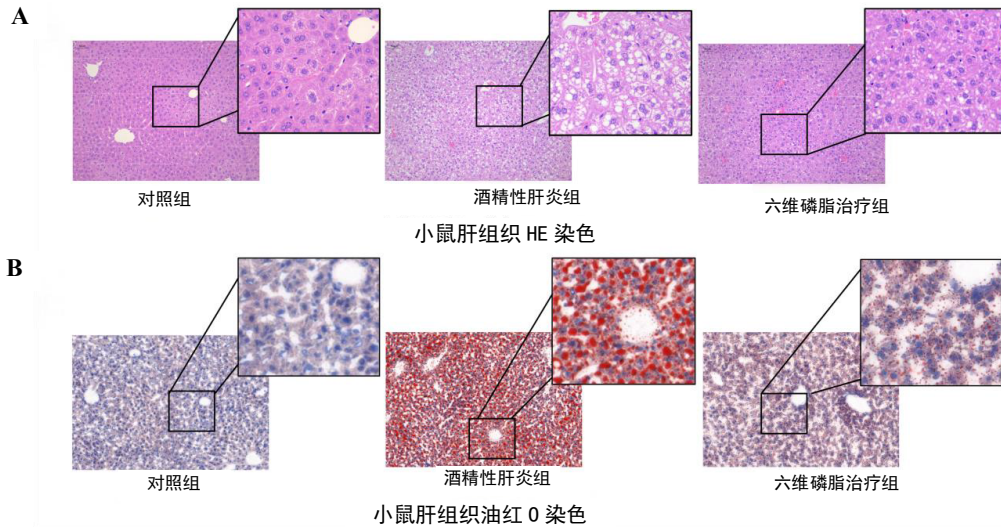 A
对照组
酒精性肝炎组
六维磷脂治疗组
小鼠肝组织 HE 染色
B
对照组
酒精性肝炎组
六维磷脂治疗组
小鼠肝组织油红 O 染色